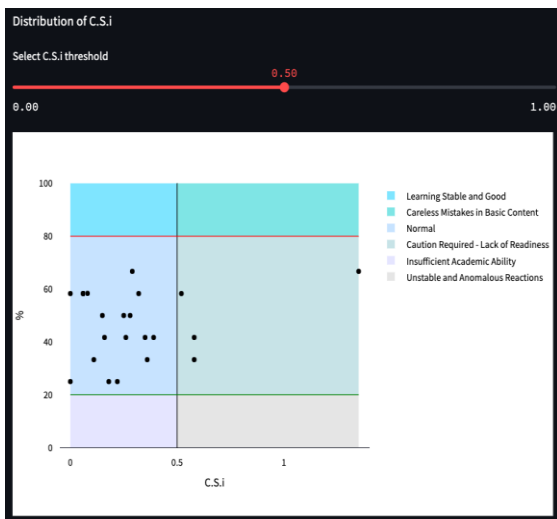 Distribution of C.S.i
Select C.S.i threshold
0.50
0.00 1.00
100
80
60
40
20
0
%
0 0.5 1
C.S.i
Learning Stable and Good
Careless Mistakes in Basic Content
Normal
Caution Required - Lack of Readiness
Insufficient Academic Ability
Unstable and Anomalous Reactions